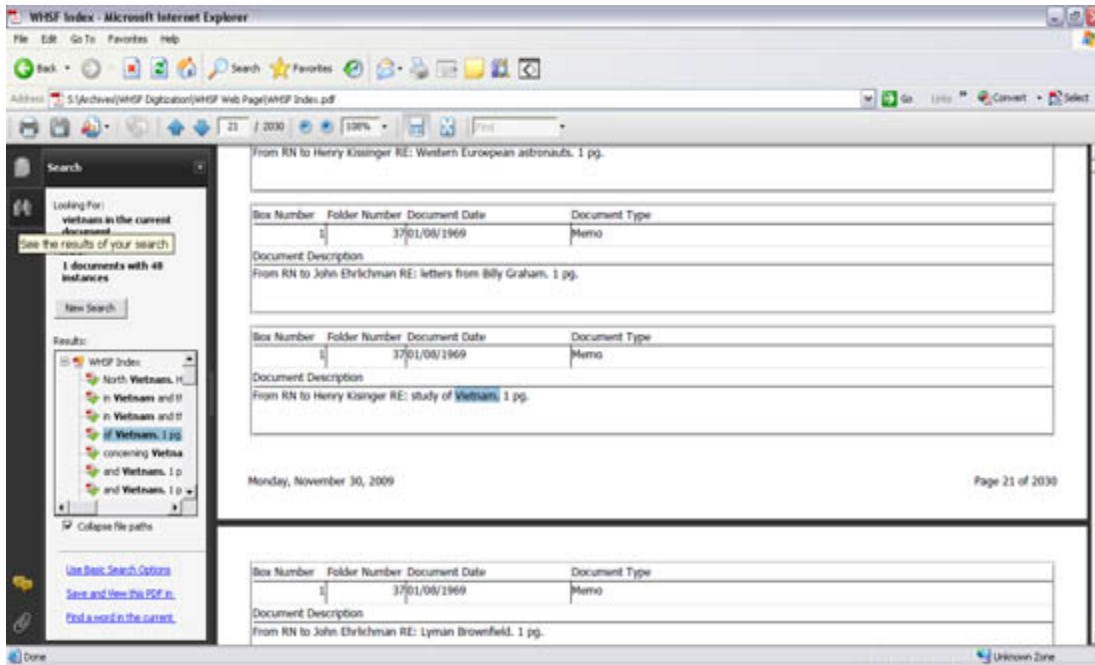 WHSF Index - Microsoft Internet Explorer
File Edit Go To Favorites Help
Back Search Favorites
Address S:\Archives\WHSF Digitization\WHSF Web Page\WHSF Index.pdf Go Links » Convert Select
21 / 2030 108% Find
Search
Looking For:
vietnam in the current
document
See the results of your search
1 documents with 48
instances
New Search
Results:
WHSF Index
North Vietnam. H
in Vietnam and th
in Vietnam and th
of Vietnam. 1 pg.
concerning Vietna
and Vietnam. 1 p
and Vietnam. 1 p
Collapse file paths
Use Basic Search Options
Save and View this PDF in
Find a word in the current
From RN to Henry Kissinger RE: Western Euroepean astronauts. 1 pg.
Box Number Folder Number Document Date Document Type
1 37 01/08/1969 Memo
Document Description
From RN to John Ehrlichman RE: letters from Billy Graham. 1 pg.
Box Number Folder Number Document Date Document Type
1 37 01/08/1969 Memo
Document Description
From RN to Henry Kisinger RE: study of Vietnam. 1 pg.
Monday, November 30, 2009 Page 21 of 2030
Box Number Folder Number Document Date Document Type
1 37 01/08/1969 Memo
Document Description
From RN to John Ehrlichman RE: Lyman Brownfield. 1 pg.
Done Unknown Zone